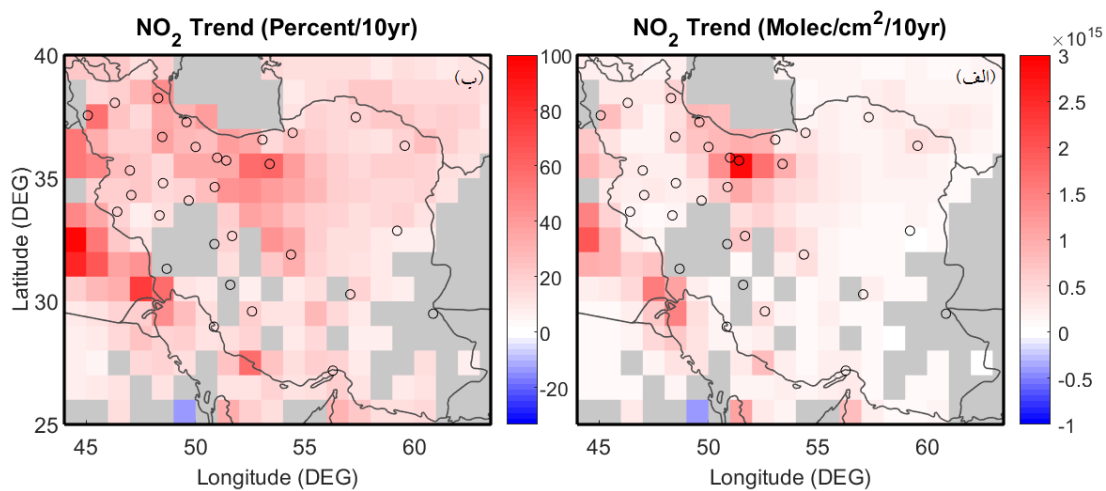 NO2 Trend (Percent/10yr)
(ب)
40
35
30
25
Latitude (DEG)
45 50 55 60
Longitude (DEG)
100
80
60
40
20
0
-20
NO2 Trend (Molec/cm2/10yr)
(الف)
45 50 55 60
Longitude (DEG)
×10^15
3
2.5
2
1.5
1
0.5
0
-0.5
-1